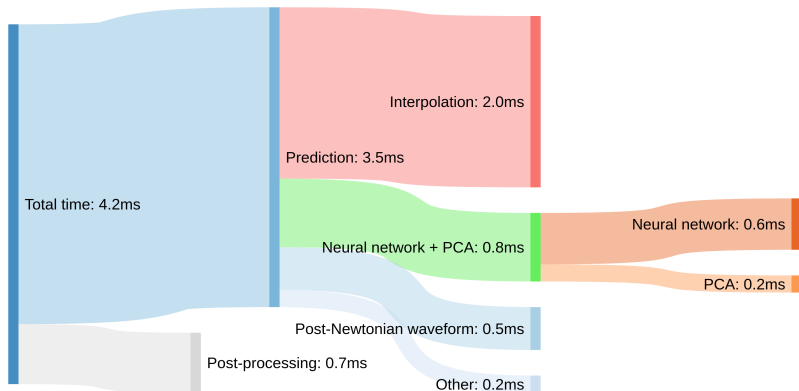 Interpolation: 2.0ms
Prediction: 3.5ms
Total time: 4.2ms
Neural network: 0.6ms
Neural network + PCA: 0.8ms
PCA: 0.2ms
Post-Newtonian waveform: 0.5ms
Post-processing: 0.7ms
Other: 0.2ms